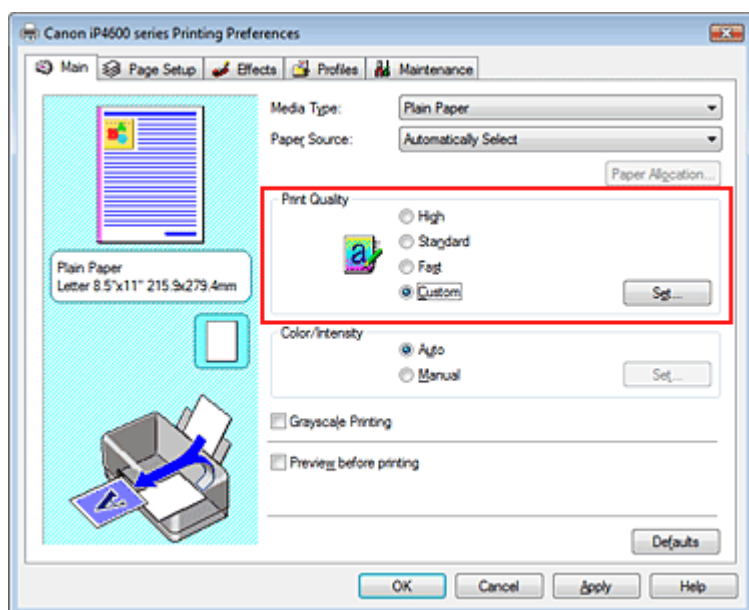 Canon iP4600 series Printing Preferences
Main
Page Setup
Effects
Profiles
Maintenance
Media Type:
Plain Paper
Paper Source:
Automatically Select
Paper Allocation...
Print Quality
High
Standard
Fast
Custom
Set...
a
Plain Paper
Letter 8.5"x11" 215.9x279.4mm
Color/Intensity
Auto
Manual
Set...
Grayscale Printing
Preview before printing
A
Defaults
OK
Cancel
Apply
Help